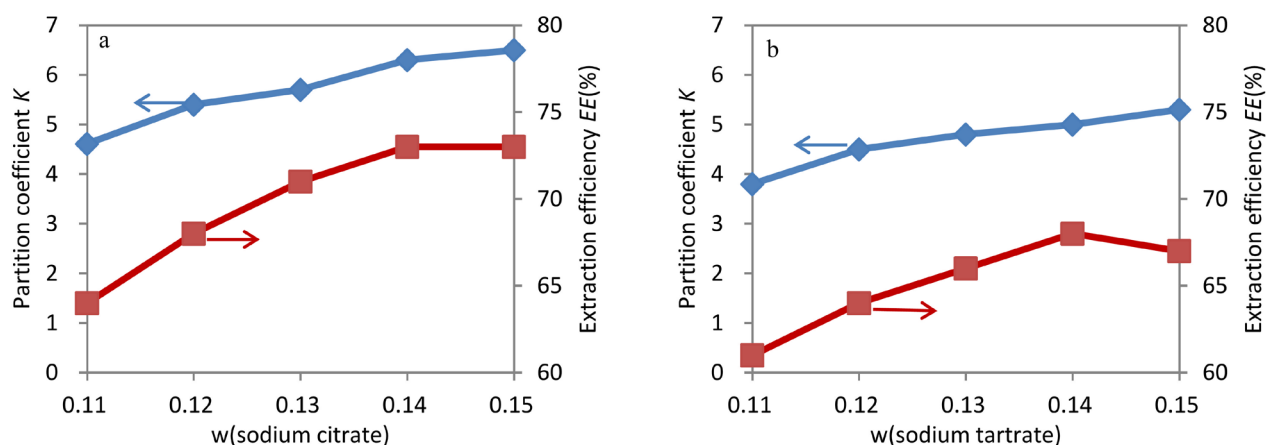 a
Partition coefficient K
7
6
5
4
3
2
1
0
80
75
70
65
60
Extraction efficiency EE(%)
0.11 0.12 0.13 0.14 0.15
w(sodium citrate)
b
Partition coefficient K
7
6
5
4
3
2
1
0
80
75
70
65
60
Extraction efficiency EE(%)
0.11 0.12 0.13 0.14 0.15
w(sodium tartrate)